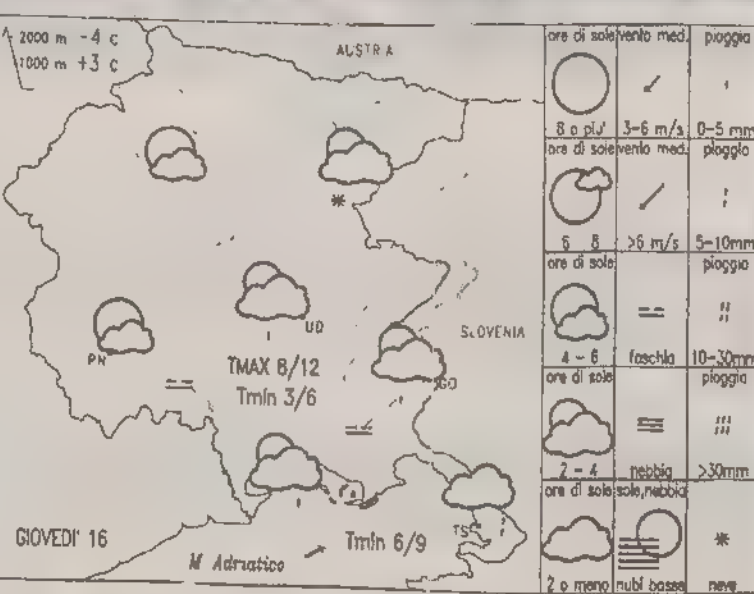 2000 m -4 c
1000 m +3 c
AUSTRIA
SLOVENIA
UD
PN
GO
TS
TMAX 8/12
Tmin 3/6
GIOVEDI' 16
M Adriatico
Tmin 6/9
ore di sole vento med. pioggia
8 o piu' 3-6 m/s 0-5 mm
ore di sole vento med. pioggia
6 8 >6 m/s 5-10mm
ore di sole pioggia
4 - 6 foschia 10-30mm
ore di sole pioggia
2 - 4 nebbia >30mm
ore di sole sole,nebbia
2 o meno nubi basse neve